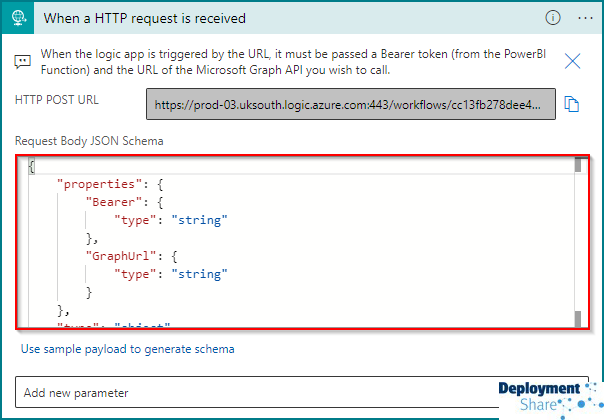 When a HTTP request is received
When the logic app is triggered by the URL, it must be passed a Bearer token (from the PowerBI
Function) and the URL of the Microsoft Graph API you wish to call.
HTTP POST URL
https://prod-03.uksouth.logic.azure.com:443/workflows/cc13fb278dee4...
Request Body JSON Schema
{
"properties": {
"Bearer": {
"type": "string"
},
"GraphUrl": {
"type": "string"
}
},
"type": "object"
Use sample payload to generate schema
Add new parameter
Deployment
Share